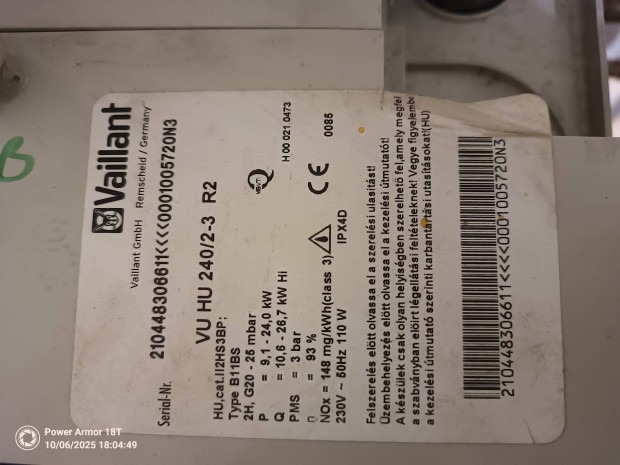 Vaillant
Vaillant GmbH Remscheid / Germany
Serial-Nr. 210448306611<<<<0001005720N3
VU HU 240/2-3 R2
HU,cat.II2HS3BP;
Type B11BS
2H, G20 - 25 mbar
P = 9,1 - 24,0 kW
Q = 10,6 - 26,7 kW Hi
PMS = 3 bar
η = 93 %
NOx = 148 mg/kWh(class 3)
230V ~ 50Hz 110 W IPX4D
H 00 021 0473
CE 0085
Felszerelés előtt olvassa el a szerelési utasítást!
Üzembehelyezés előtt olvassa el a kezelési útmutatót!
A készülék csak olyan helyiségben szerelhető fel,amely megfel
a szabványban előírt légellátási feltételeknek! Vegye figyelembe
a kezelési útmutató szerinti karbantartási utasításokat!(HU)
210448306611<<<<0001005720N3
B
Power Armor 18T
10/06/2025 18:04:49